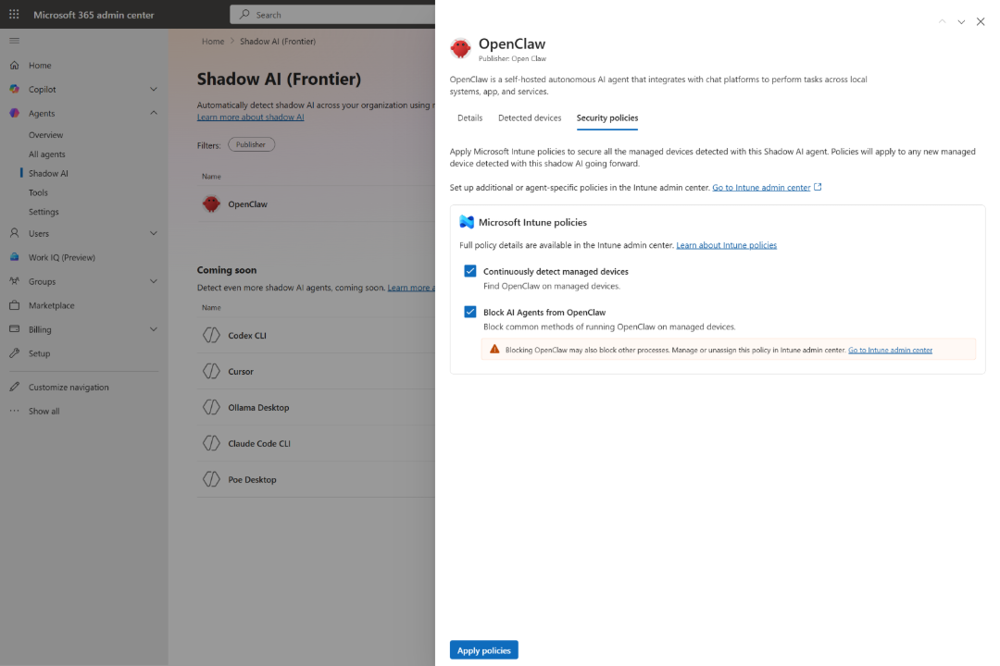 Microsoft 365 admin center
Search
Home
Copilot
Agents
Overview
All agents
Shadow AI
Tools
Settings
Users
Work IQ (Preview)
Groups
Marketplace
Billing
Setup
Customize navigation
Show all
Home > Shadow AI (Frontier)
Shadow AI (Frontier)
Automatically detect shadow AI across your organization using
Learn more about shadow AI
Filters: Publisher
Name
OpenClaw
Coming soon
Detect even more shadow AI agents, coming soon. Learn more
Name
Codex CLI
Cursor
Ollama Desktop
Claude Code CLI
Poe Desktop
OpenClaw
Publisher: Open Claw
OpenClaw is a self-hosted autonomous AI agent that integrates with chat platforms to perform tasks across local
systems, app, and services.
Details Detected devices Security policies
Apply Microsoft Intune policies to secure all the managed devices detected with this Shadow AI agent. Policies will apply to any new managed
device detected with this shadow AI going forward.
Set up additional or agent-specific policies in the Intune admin center. Go to Intune admin center
Microsoft Intune policies
Full policy details are available in the Intune admin center. Learn about Intune policies
Continuously detect managed devices
Find OpenClaw on managed devices.
Block AI Agents from OpenClaw
Block common methods of running OpenClaw on managed devices.
Blocking OpenClaw may also block other processes. Manage or unassign this policy in Intune admin center. Go to Intune admin center
Apply policies